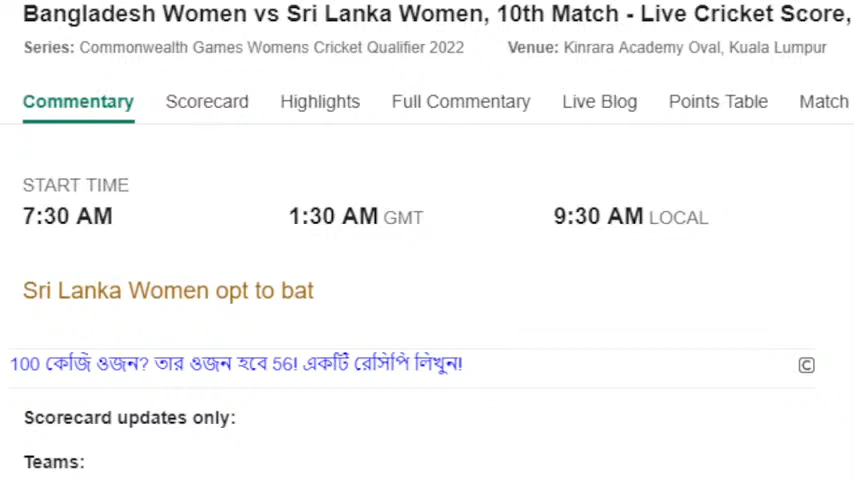 Bangladesh Women vs Sri Lanka Women, 10th Match - Live Cricket Score,
Series: Commonwealth Games Womens Cricket Qualifier 2022 Venue: Kinrara Academy Oval, Kuala Lumpur
Commentary Scorecard Highlights Full Commentary Live Blog Points Table Match
START TIME
7:30 AM 1:30 AM GMT 9:30 AM LOCAL
Sri Lanka Women opt to bat
100 কেজি ওজন? তার ওজন হবে 56! একটি রেসিপি লিখুন!
Scorecard updates only:
Teams: